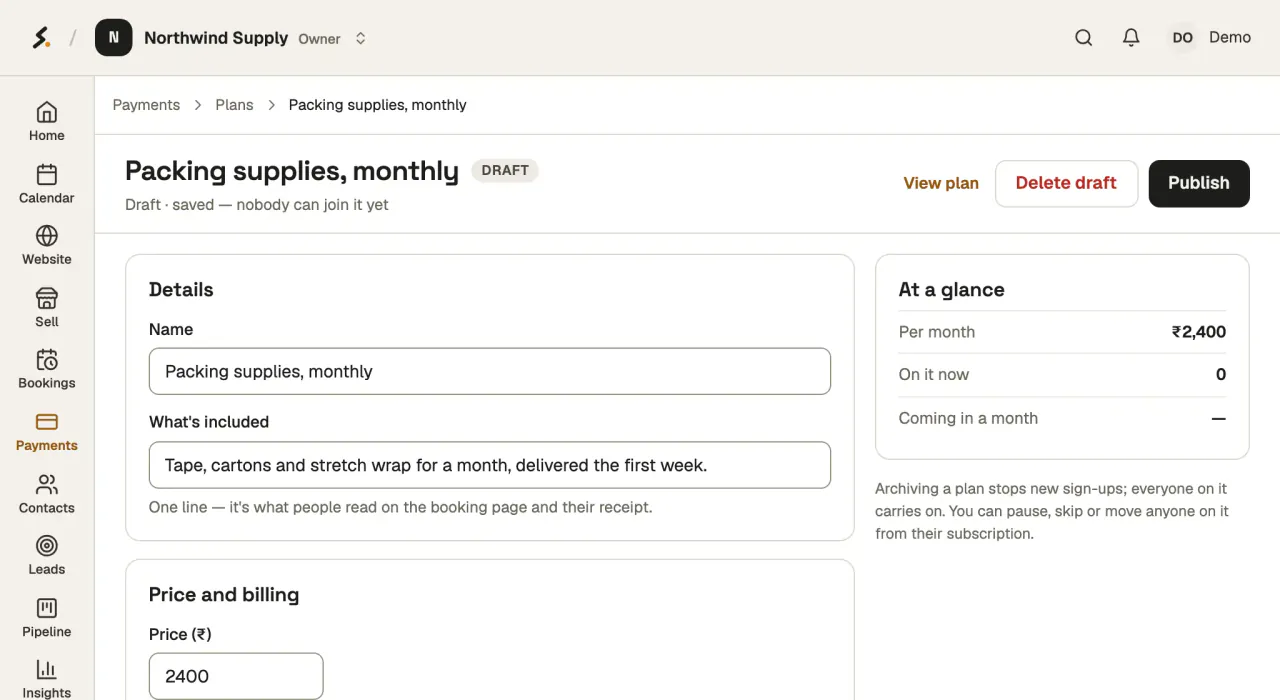 / N Northwind Supply Owner
DO Demo
Home
Calendar
Website
Sell
Bookings
Payments
Contacts
Leads
Pipeline
Insights
Payments > Plans > Packing supplies, monthly
Packing supplies, monthly DRAFT
Draft · saved — nobody can join it yet
View plan
Delete draft
Publish
Details
Name
Packing supplies, monthly
What's included
Tape, cartons and stretch wrap for a month, delivered the first week.
One line — it's what people read on the booking page and their receipt.
Price and billing
Price (₹)
2400
At a glance
Per month ₹2,400
On it now 0
Coming in a month —
Archiving a plan stops new sign-ups; everyone on it
carries on. You can pause, skip or move anyone on it
from their subscription.